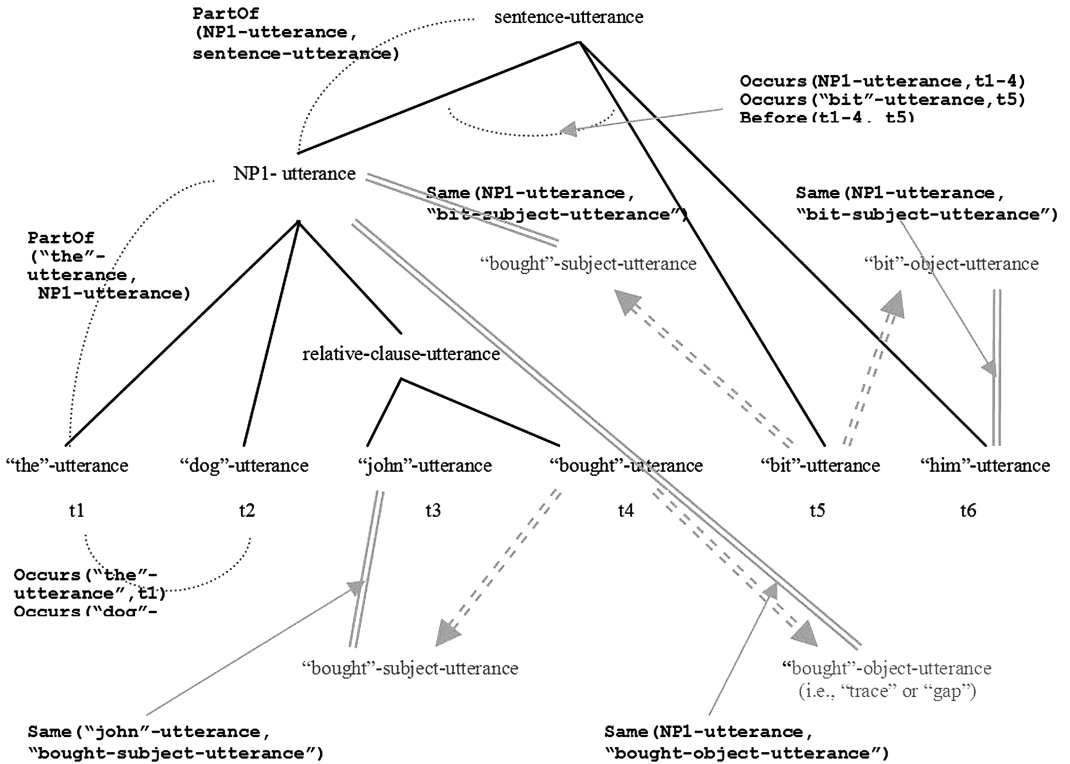 sentence-utterance
PartOf
(NP1-utterance,
sentence-utterance)
Occurs(NP1-utterance,t1-4)
Occurs(“bit”-utterance,t5)
Before(t1-4, t5)
NP1- utterance
Same(NP1-utterance,
“bit-subject-utterance”)
Same(NP1-utterance,
“bit-subject-utterance”)
PartOf
(“the”-
utterance,
NP1-utterance)
“bought”-subject-utterance
“bit”-object-utterance
relative-clause-utterance
“the”-utterance
“dog”-utterance
“john”-utterance
“bought”-utterance
“bit”-utterance
“him”-utterance
t1
t2
t3
t4
t5
t6
Occurs(“the”-
utterance”,t1)
Occurs(“dog”-
“bought”-subject-utterance
“bought”-object-utterance
(i.e., “trace” or “gap”)
Same(“john”-utterance,
“bought-subject-utterance”)
Same(NP1-utterance,
“bought-object-utterance”)